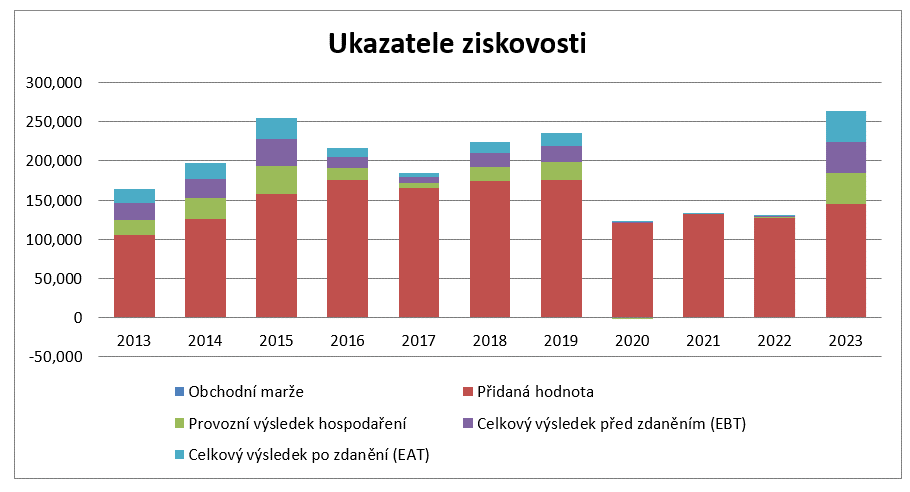 Ukazatele ziskovosti
300,000
250,000
200,000
150,000
100,000
50,000
0
-50,000
2013 2014 2015 2016 2017 2018 2019 2020 2021 2022 2023
Obchodní marže Přidaná hodnota
Provozní výsledek hospodaření Celkový výsledek před zdaněním (EBT)
Celkový výsledek po zdanění (EAT)